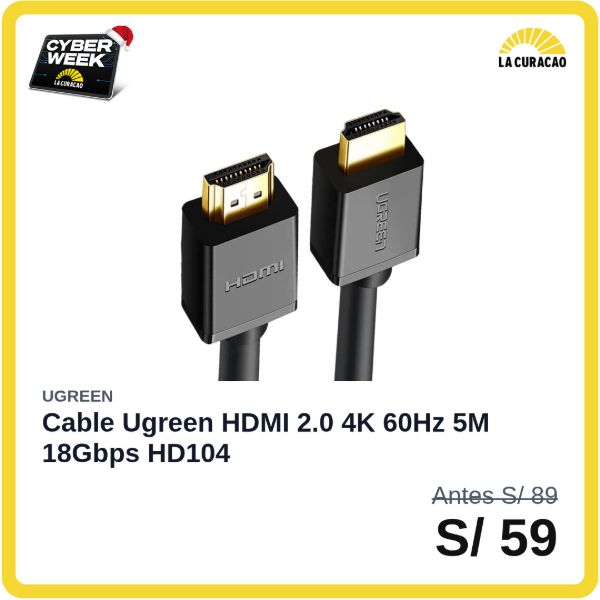 CYBER
WEEK
LA CURACAO
LA CURACAO
HDMI
UGREEN
UGREEN
Cable Ugreen HDMI 2.0 4K 60Hz 5M
18Gbps HD104
Antes S/ 89
S/ 59